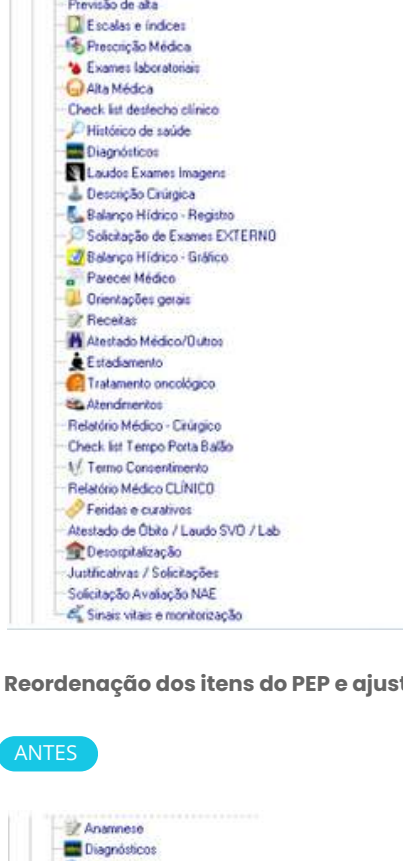 Previsão de alta
Escalas e índices
Prescrição Médica
Exames laboratoriais
Alta Médica
Check list desfecho clínico
Histórico de saúde
Diagnósticos
Laudos Exames Imagens
Descrição Cirúrgica
Balanço Hídrico - Registro
Solicitação de Exames EXTERNO
Balanço Hídrico - Gráfico
Parecer Médico
Orientações gerais
Receitas
Atestado Médico/Outros
Estadiamento
Tratamento oncológico
Atendimentos
Relatório Médico - Cirúrgico
Check list Tempo Porta Balão
Termo Consentimento
Relatório Médico CLÍNICO
Feridas e curativos
Atestado de Óbito / Laudo SVO / Lab
Desospitalização
Justificativas / Solicitações
Solicitação Avaliação NAE
Sinais vitais e monitorização
Reordenação dos itens do PEP e ajust
ANTES
Anamnese
Diagnósticos